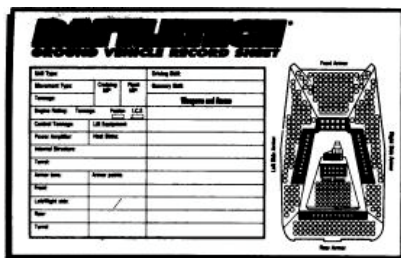 BATTLETECH
GROUND VEHICLE RECORD SHEET
Unit Type:
Driving Skill:
Movement Type:
Cruising MP
Flank MP
Gunnery Skill:
Tonnage:
Weapons and Ammo
Engine Rating:
Tonnage
Fusion
I.C.E.
Control Tonnage:
Lift Equipment:
Power Amplifier:
Heat Sinks:
Internal Structure:
Turret:
Armor tons:
Armor points:
Front:
Left/Right side:
Rear:
Turret:
Front Armor
Left Side Armor
Right Side Armor
Rear Armor